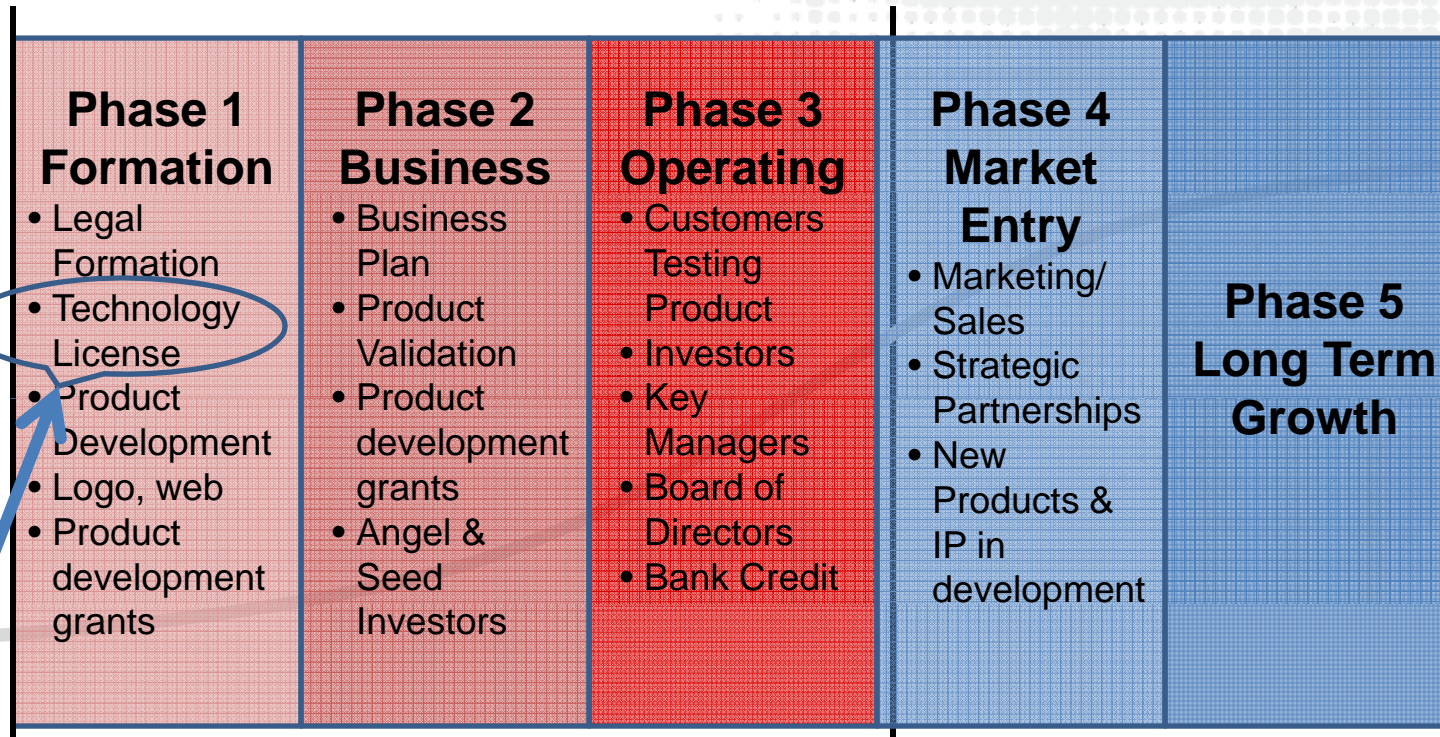 Phase 1
Formation
• Legal
Formation
• Technology
License
• Product
Development
• Logo, web
• Product
development
grants
Phase 2
Business
• Business
Plan
• Product
Validation
• Product
development
grants
• Angel &
Seed
Investors
Phase 3
Operating
• Customers
Testing
Product
• Investors
• Key
Managers
• Board of
Directors
• Bank Credit
Phase 4
Market
Entry
• Marketing/
Sales
• Strategic
Partnerships
• New
Products &
IP in
development
Phase 5
Long Term
Growth